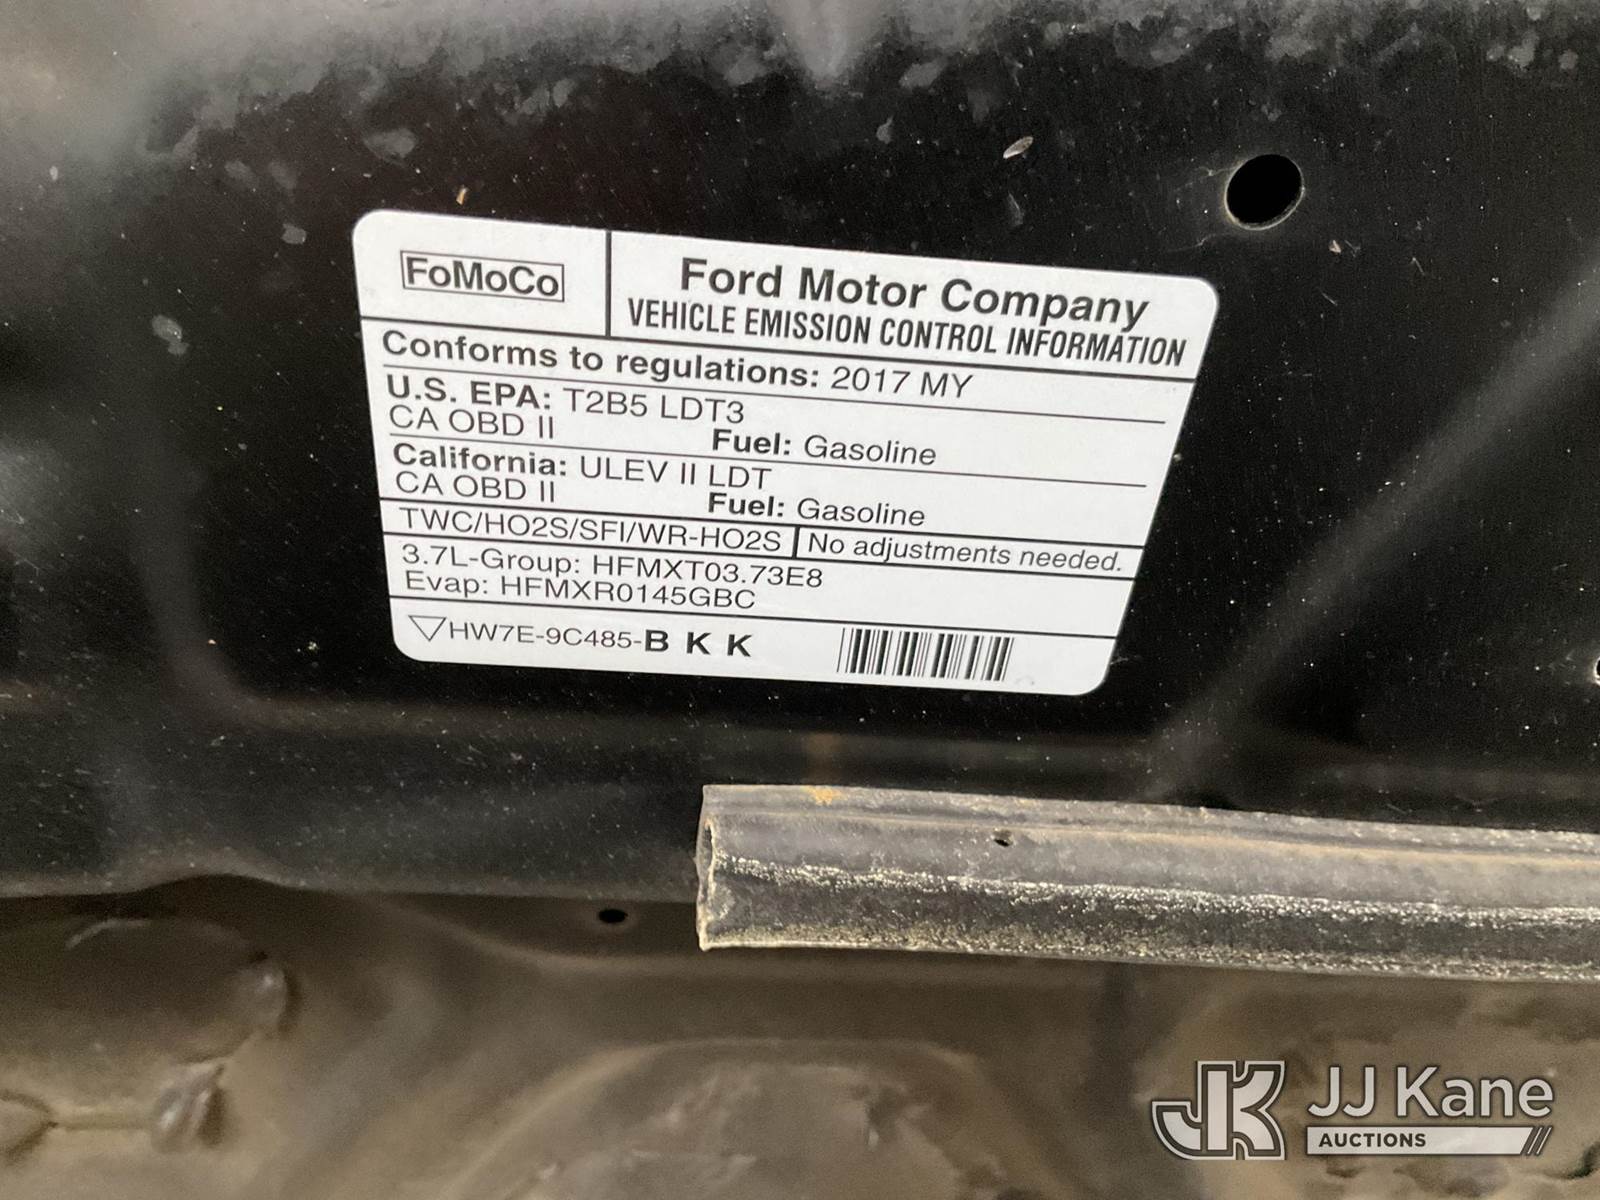 FoMoCo
Ford Motor Company
VEHICLE EMISSION CONTROL INFORMATION
Conforms to regulations: 2017 MY
U.S. EPA: T2B5 LDT3
CA OBD II Fuel: Gasoline
California: ULEV II LDT
CA OBD II Fuel: Gasoline
TWC/HO2S/SFI/WR-HO2S No adjustments needed.
3.7L-Group: HFMXT03.73E8
Evap: HFMXR0145GBC
HW7E-9C485-B K K
JK JJ Kane
AUCTIONS